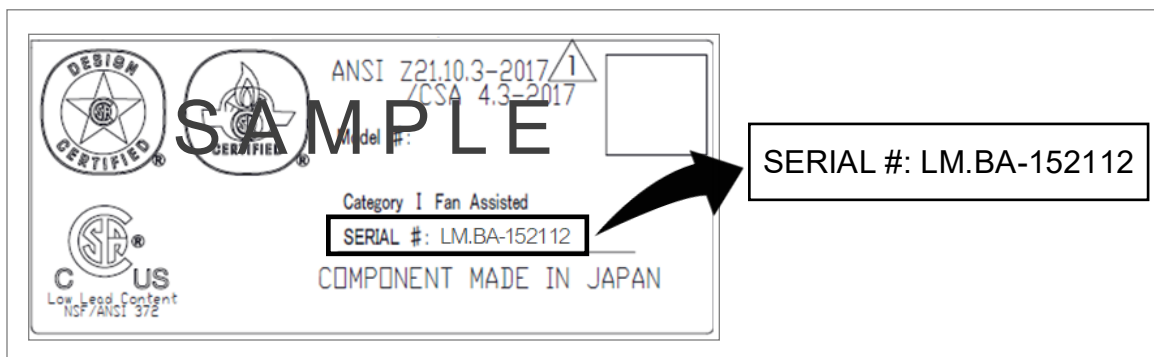 DESIGN
CERTIFIED®
CERTIFIED®
ANSI Z21.10.3-2017
/CSA 4.3-2017
1
SAMPLE
Model #:
Category I Fan Assisted
SERIAL #: LM.BA-152112
COMPONENT MADE IN JAPAN
SA®
C US
Low Lead Content
NSF/ANSI 372
SERIAL #: LM.BA-152112